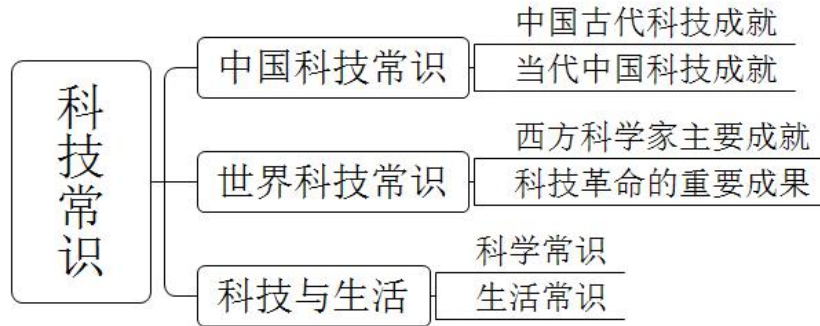 科技常识
中国科技常识
中国古代科技成就
当代中国科技成就
世界科技常识
西方科学家主要成就
科技革命的重要成果
科技与生活
科学常识
生活常识